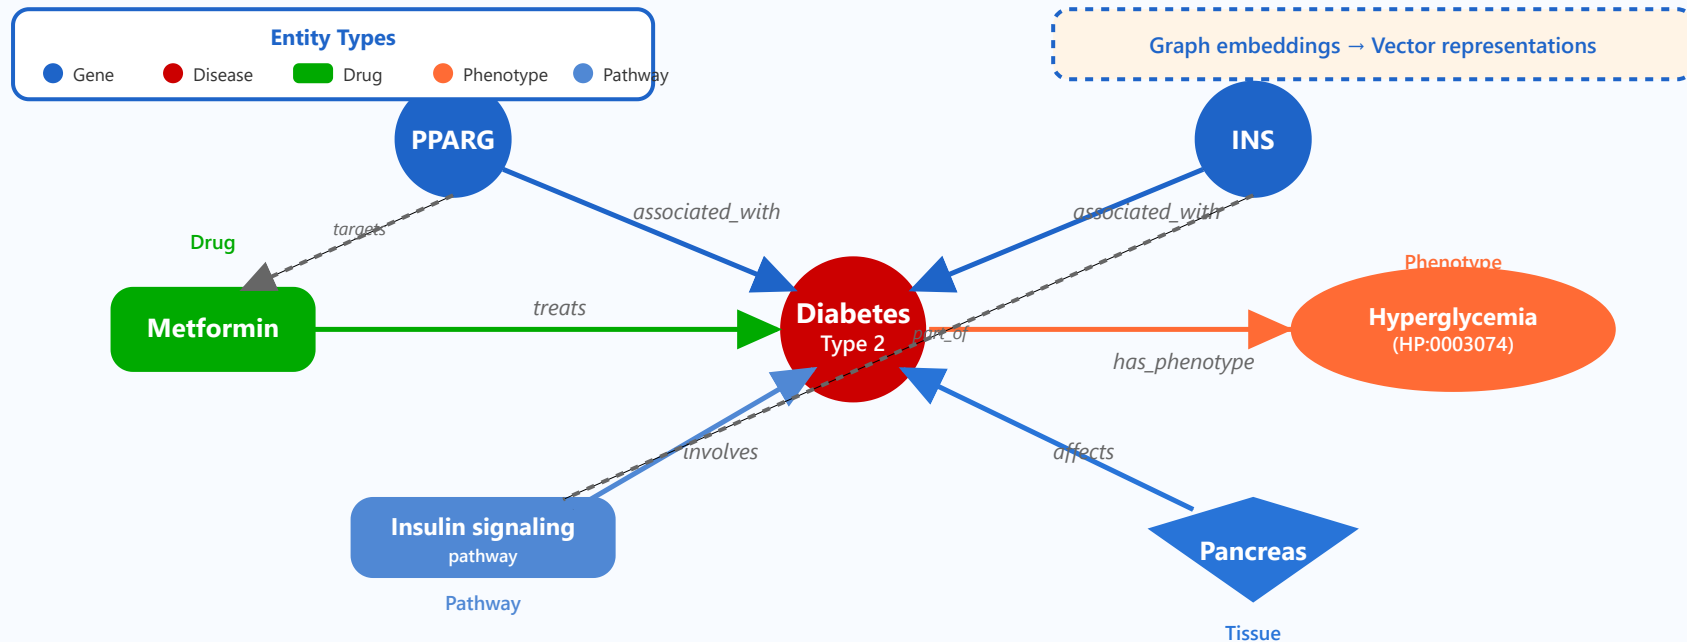 Entity Types
Gene
Disease
Drug
Phenotype
Pathway
Graph embeddings → Vector representations
PPARG
INS
associated_with
associated_with
targets
Drug
Phenotype
Metformin
treats
Diabetes
Type 2
part_of
Hyperglycemia
(HP:0003074)
has_phenotype
involves
affects
Insulin signaling
pathway
Pancreas
Pathway
Tissue